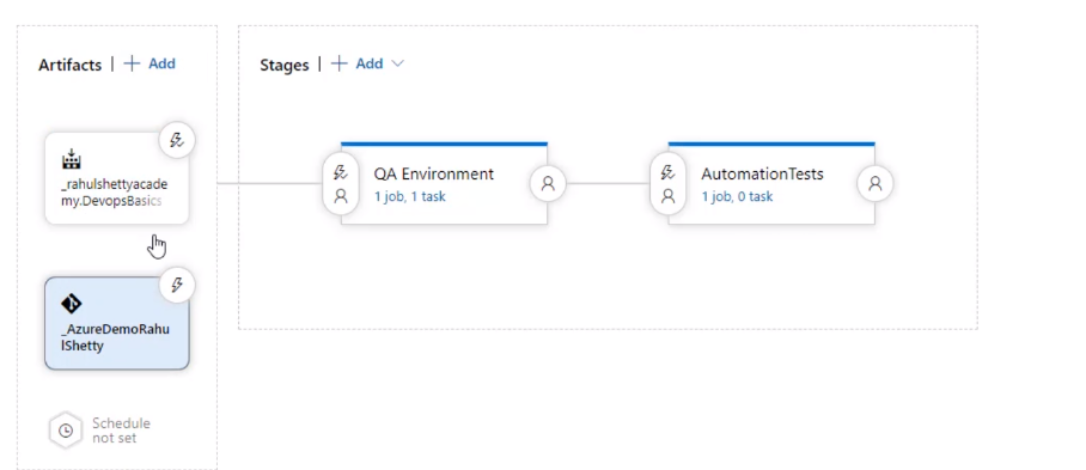 Artifacts | + Add
_rahulshettyacade
my.DevopsBasics
_AzureDemoRahu
lShetty
Schedule
not set
Stages | + Add
QA Environment
1 job, 1 task
AutomationTests
1 job, 0 task